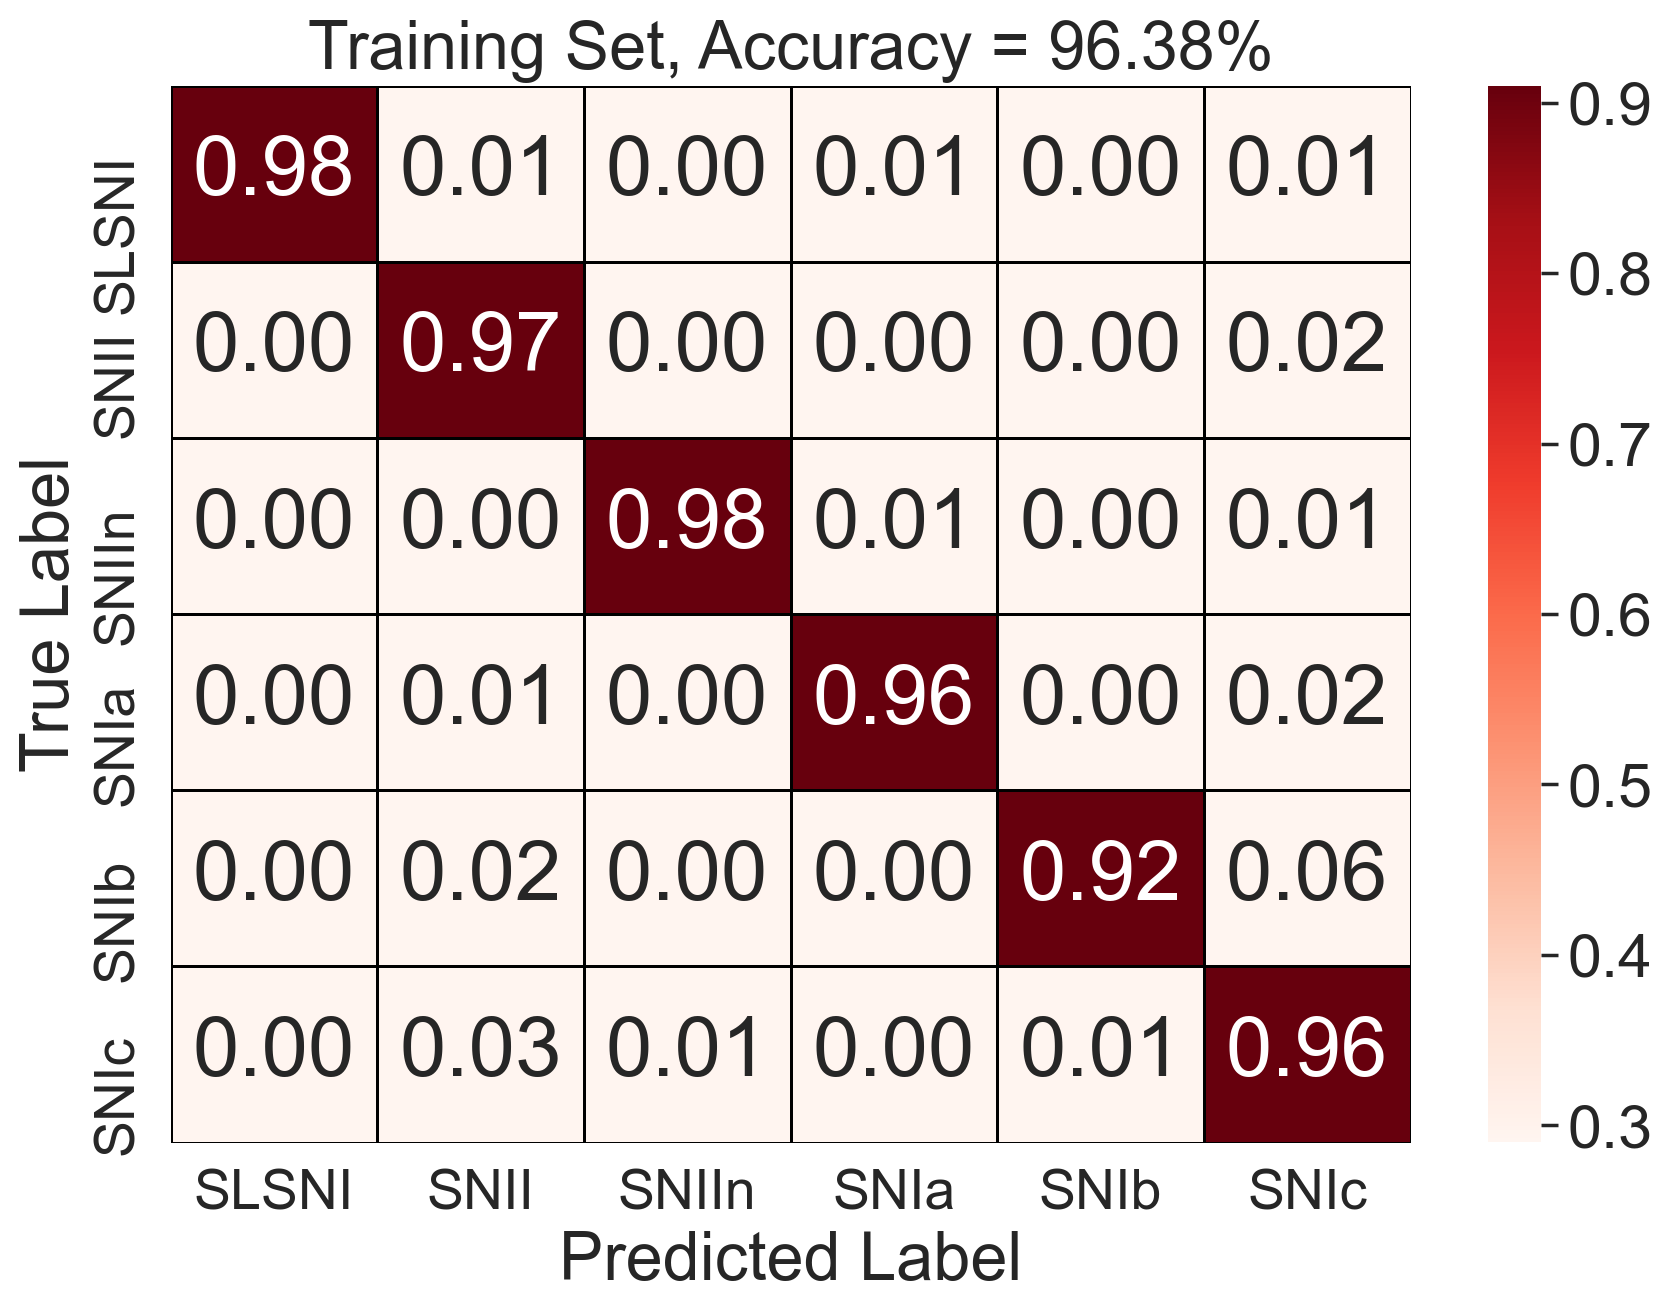 Training Set, Accuracy = 96.38%
SLSNI 0.98 0.01 0.00 0.01 0.00 0.01
SNII 0.00 0.97 0.00 0.00 0.00 0.02
SNIIn 0.00 0.00 0.98 0.01 0.00 0.01
SNIa 0.00 0.01 0.00 0.96 0.00 0.02
SNIb 0.00 0.02 0.00 0.00 0.92 0.06
SNIc 0.00 0.03 0.01 0.00 0.01 0.96
True Label
SLSNI SNII SNIIn SNIa SNIb SNIc
Predicted Label
0.9
0.8
0.7
0.6
0.5
0.4
0.3